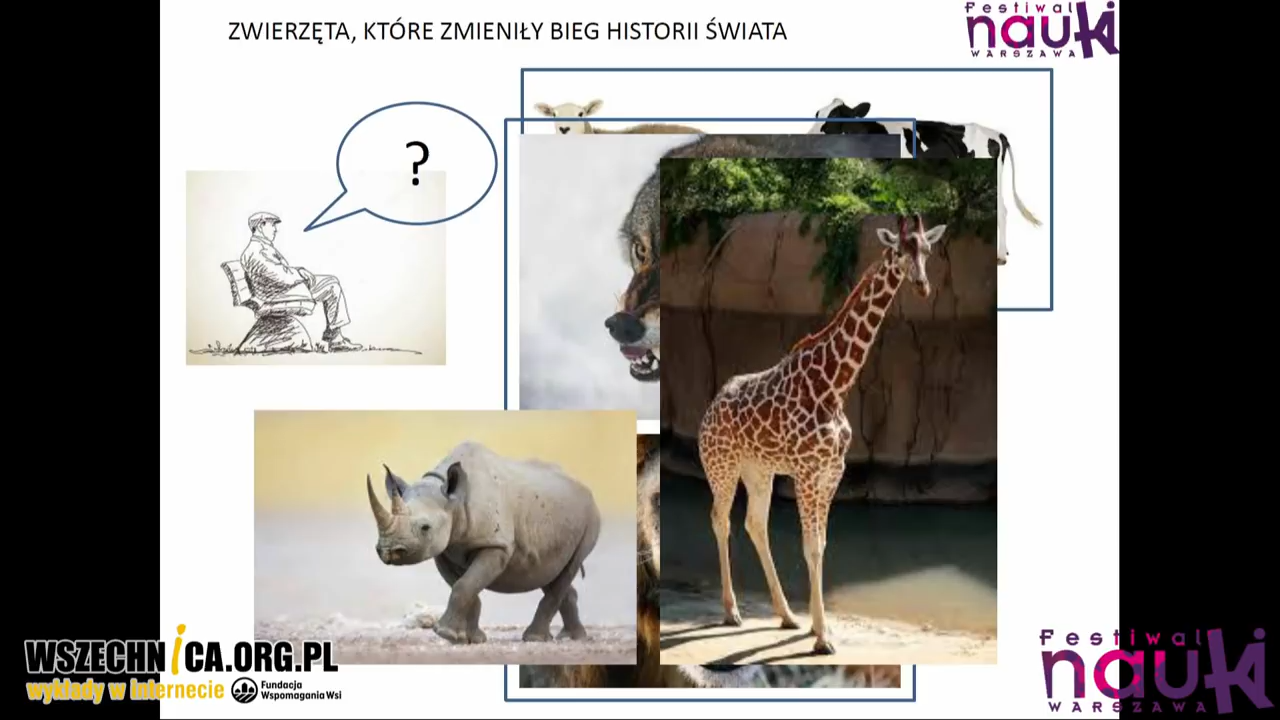 ZWIERZĘTA, KTÓRE ZMIENIŁY BIEG HISTORII ŚWIATA
Festiwal
nauki
WARSZAWA
?
WSZECHNICA.ORG.PL
wykłady w internecie
Fundacja
Wspomagania Wsi
Festiwal
nauki
WARSZAWA